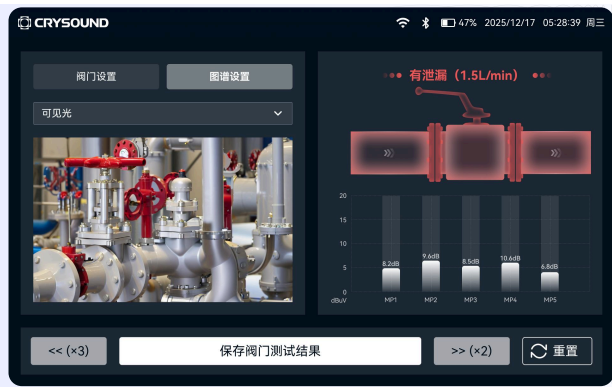 CRYSOUND
47% 2025/12/17 05:28:39 周三
阀门设置 图谱设置
可见光
有泄漏（1.5L/min）
20
15
10
5
0
dBuV
8.2dB 9.6dB 8.5dB 10.6dB 6.8dB
MP1 MP2 MP3 MP4 MP5
<< (×3) 保存阀门测试结果 >> (×2) 重置